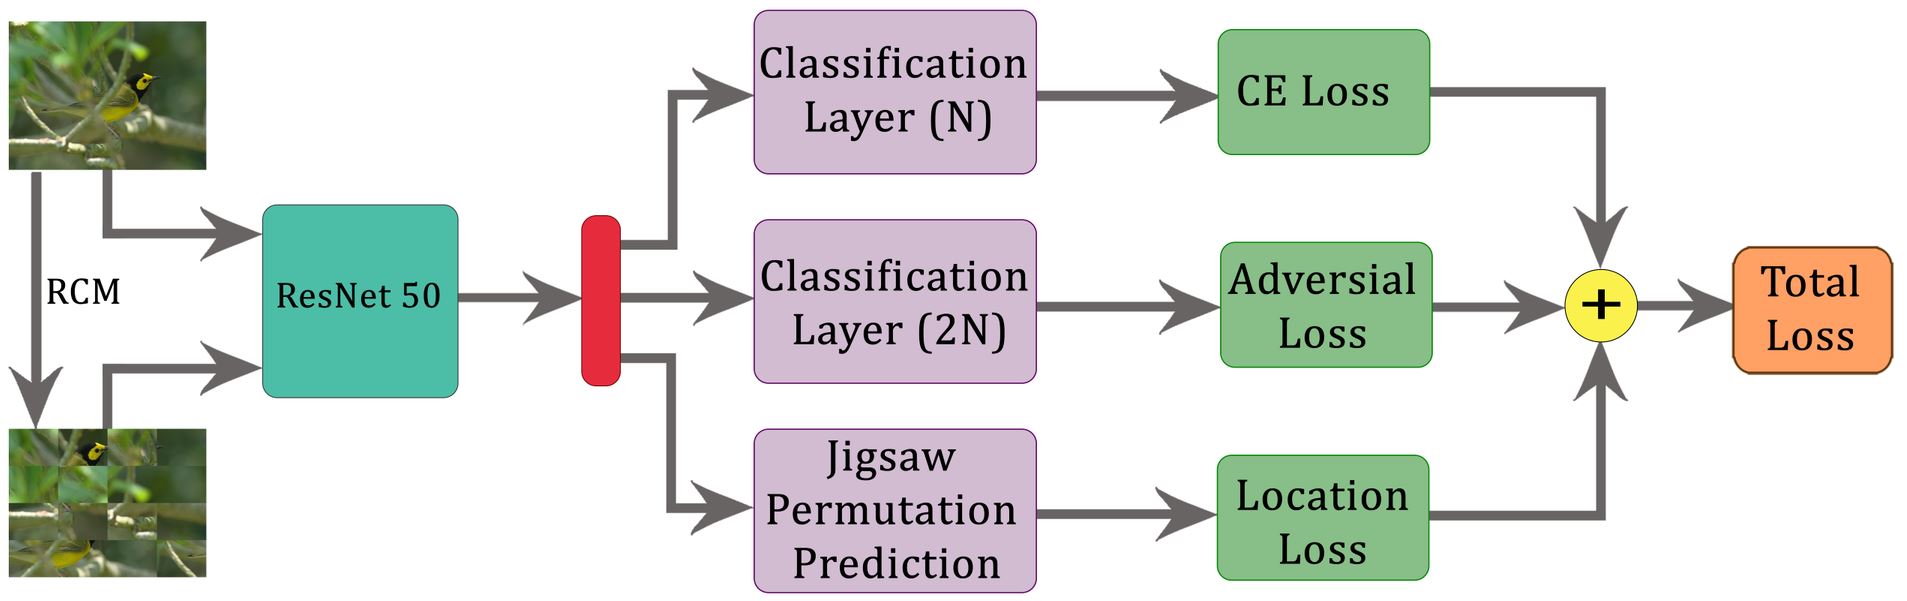 RCM
ResNet 50
Classification
Layer (N)
CE Loss
Classification
Layer (2N)
Adversial
Loss
Jigsaw
Permutation
Prediction
Location
Loss
+
Total
Loss